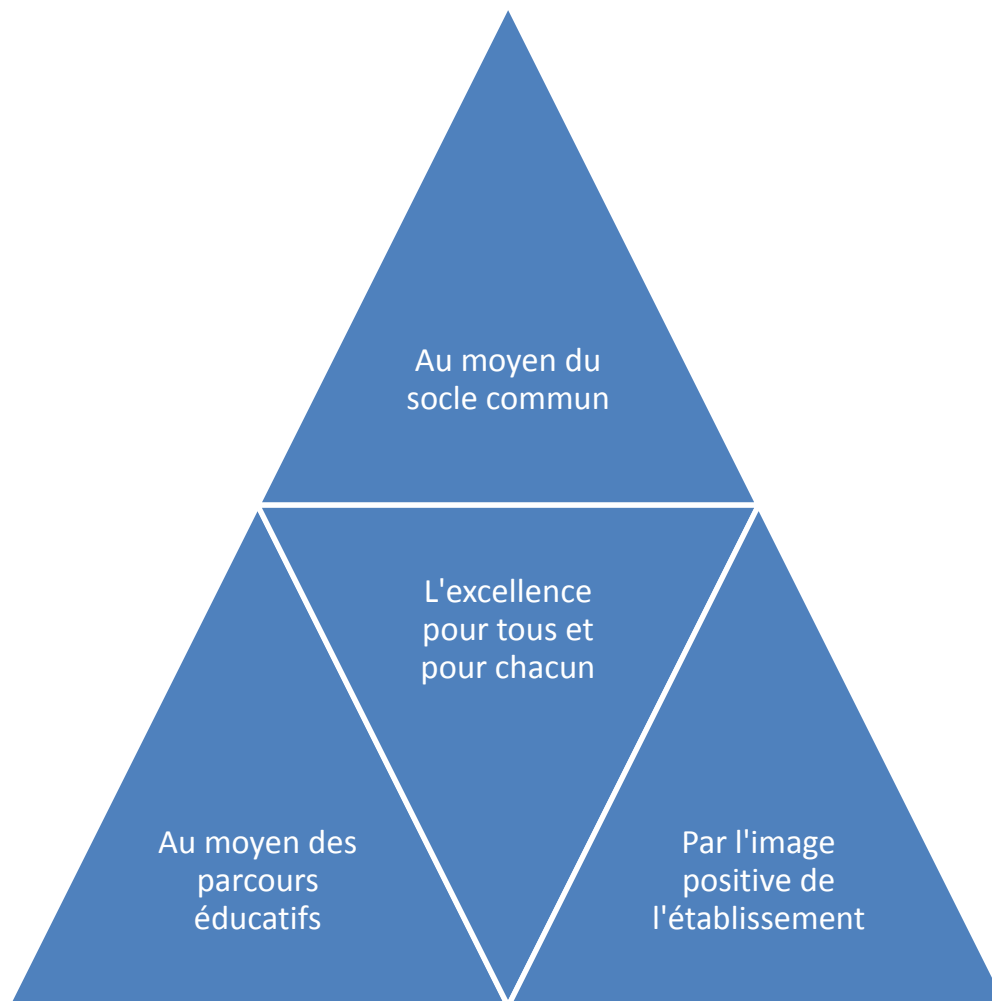 Au moyen du
socle commun
L'excellence
pour tous et
pour chacun
Au moyen des
parcours
éducatifs
Par l'image
positive de
l'établissement